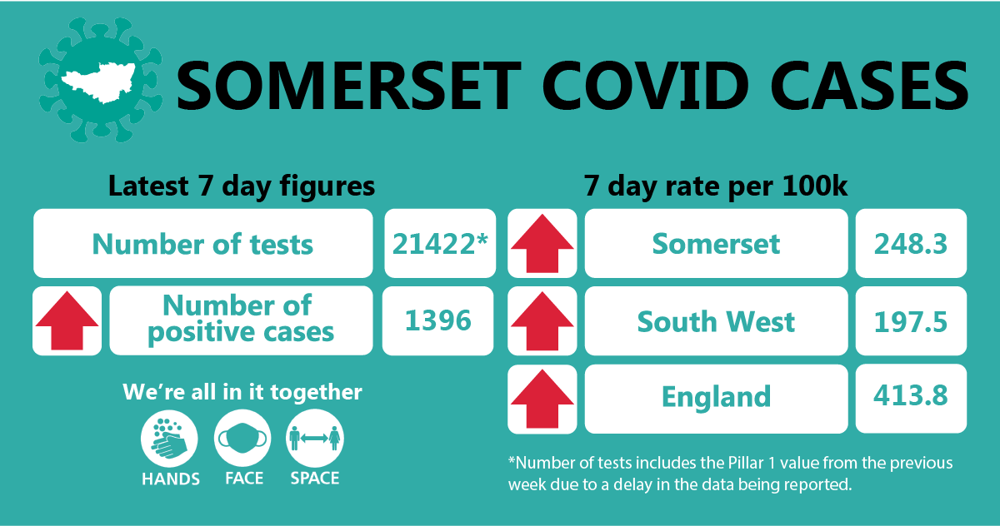 SOMERSET COVID CASES
Latest 7 day figures
Number of tests
21422*
Number of
positive cases
1396
We're all in it together
HANDS
FACE
SPACE
7 day rate per 100k
Somerset
248.3
South West
197.5
England
413.8
*Number of tests includes the Pillar 1 value from the previous
week due to a delay in the data being reported.